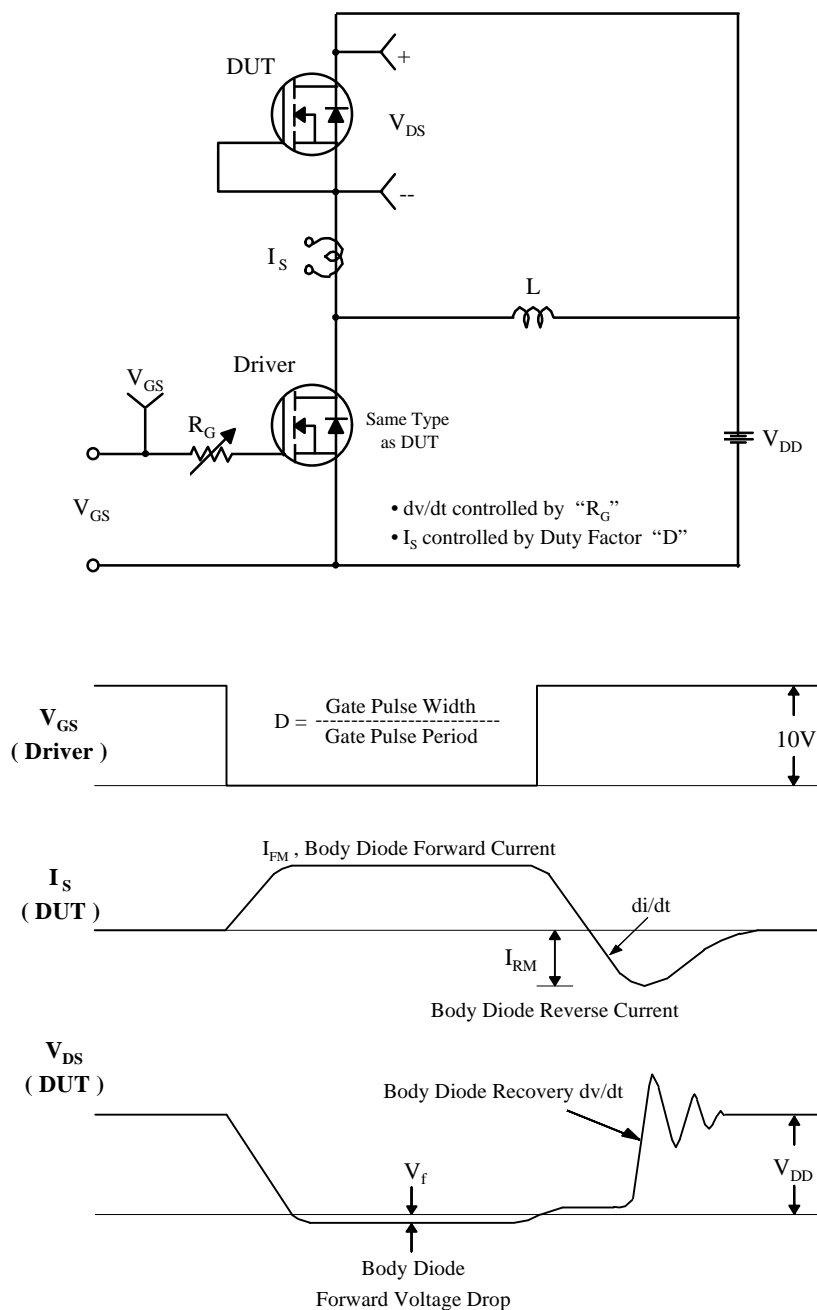 DUT
+
V_DS
--
I_S
L
Driver
V_GS
R_G
Same Type
as DUT
V_DD
V_GS
• dv/dt controlled by “R_G”
• I_S controlled by Duty Factor “D”
V_GS
( Driver )
D =
Gate Pulse Width
--------------------------
Gate Pulse Period
10V
I_FM , Body Diode Forward Current
I_S
( DUT )
di/dt
I_RM
Body Diode Reverse Current
V_DS
( DUT )
Body Diode Recovery dv/dt
V_f
V_DD
Body Diode
Forward Voltage Drop